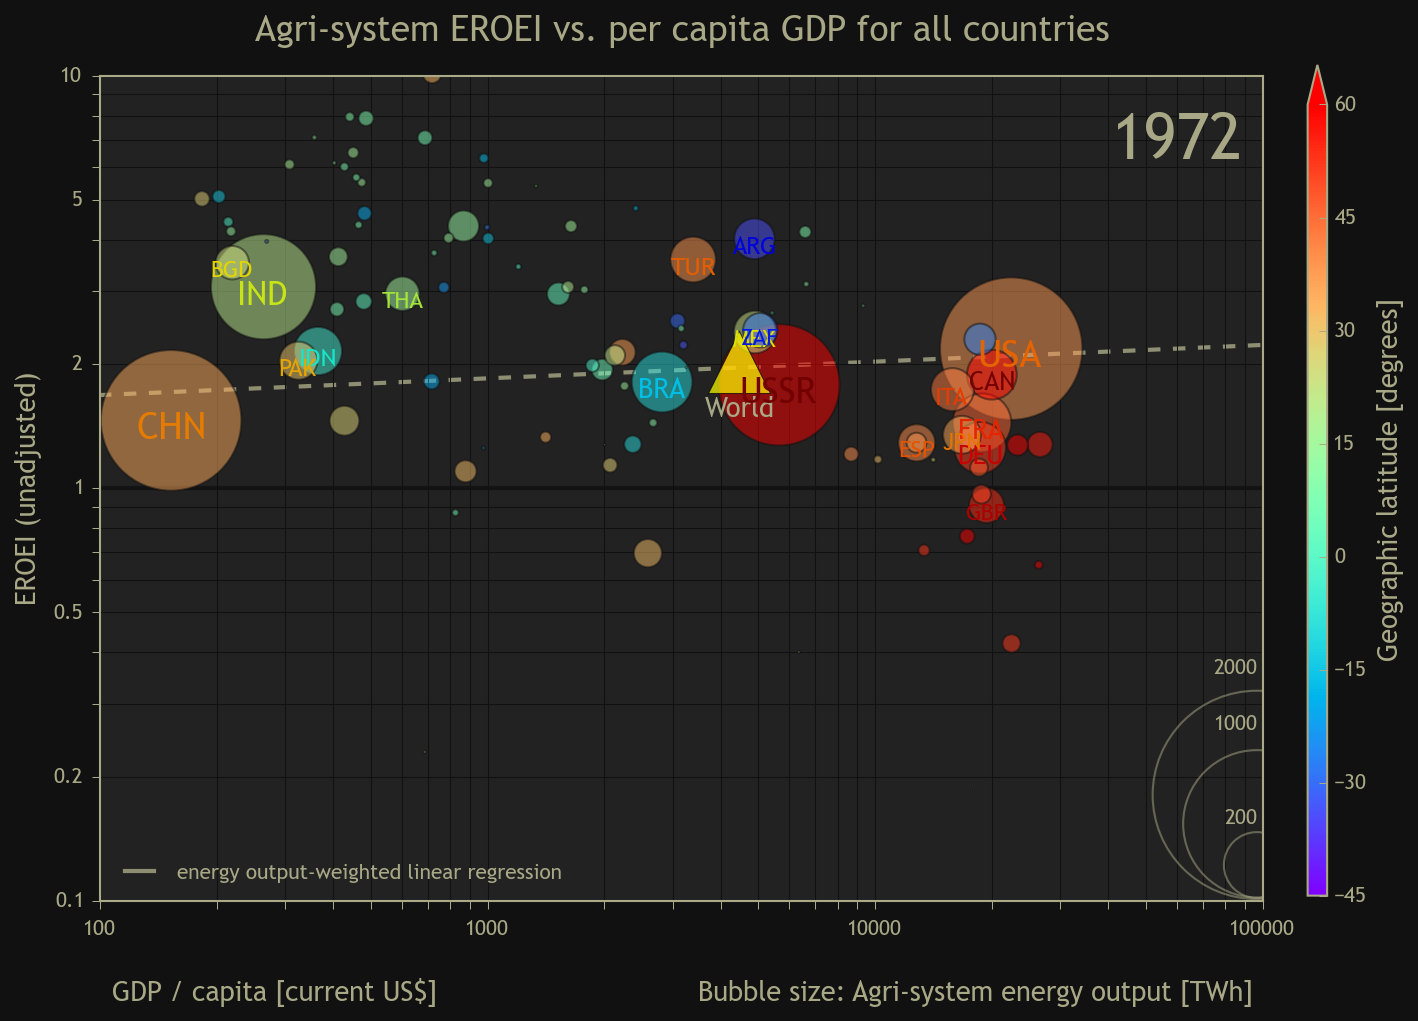 Agri-system EROEI vs. per capita GDP for all countries
1972
EROEI (unadjusted)
10
5
2
1
0.5
0.2
0.1
BGD
IND
THA
PAK
IDN
CHN
TUR
ARG
ZAF
BRA
USSR
World
USA
CAN
ITA
FRA
JPN
ESP
DEU
GBR
2000
1000
200
energy output-weighted linear regression
100
1000
10000
100000
GDP / capita [current US$]
Bubble size: Agri-system energy output [TWh]
60
45
30
15
0
−15
−30
−45
Geographic latitude [degrees]